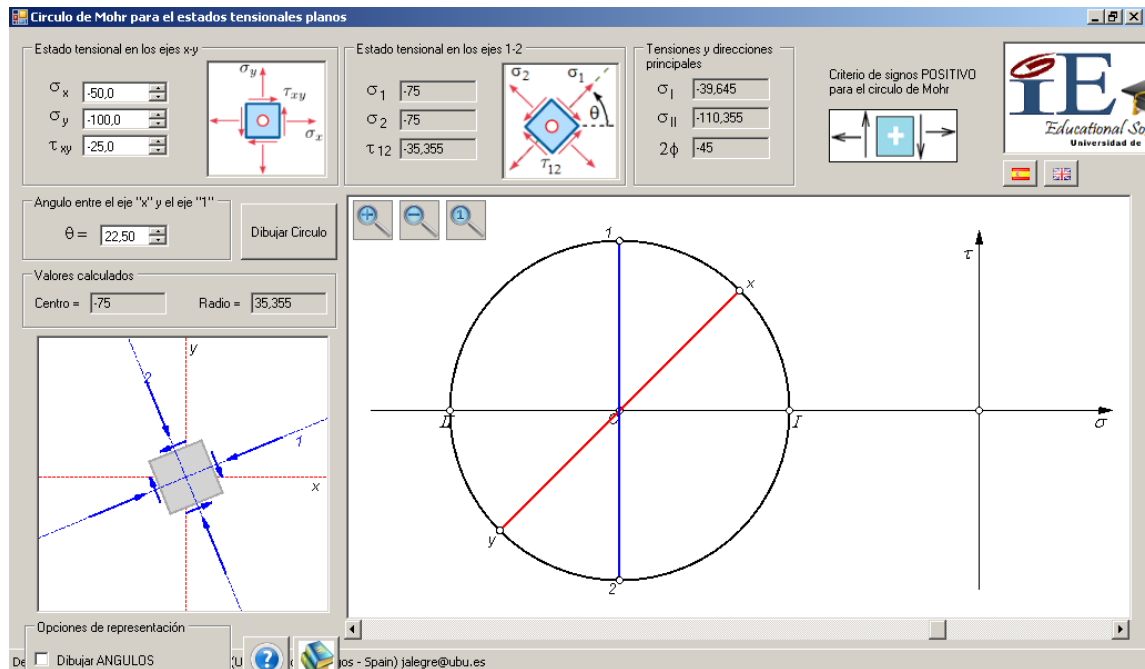 Circulo de Mohr para el estados tensionales planos
Estado tensional en los ejes x-y
σx -50,0
σy -100,0
τxy -25,0
σy
τxy
σx
Estado tensional en los ejes 1-2
σ1 -75
σ2 -75
τ12 -35,355
σ2 σ1
θ
τ12
Tensiones y direcciones principales
σI -39,645
σII -110,355
2ϕ -45
Criterio de signos POSITIVO
para el circulo de Mohr
iE
Educational So
Universidad de
Angulo entre el eje "x" y el eje "1"
θ = 22,50
Dibujar Circulo
Valores calculados
Centro = -75 Radio = 35,355
y
2
1
x
1
x
τ
II
I
σ
y
2
Opciones de representación
Dibujar ANGULOS
De
(U
gos - Spain) jalegre@ubu.es